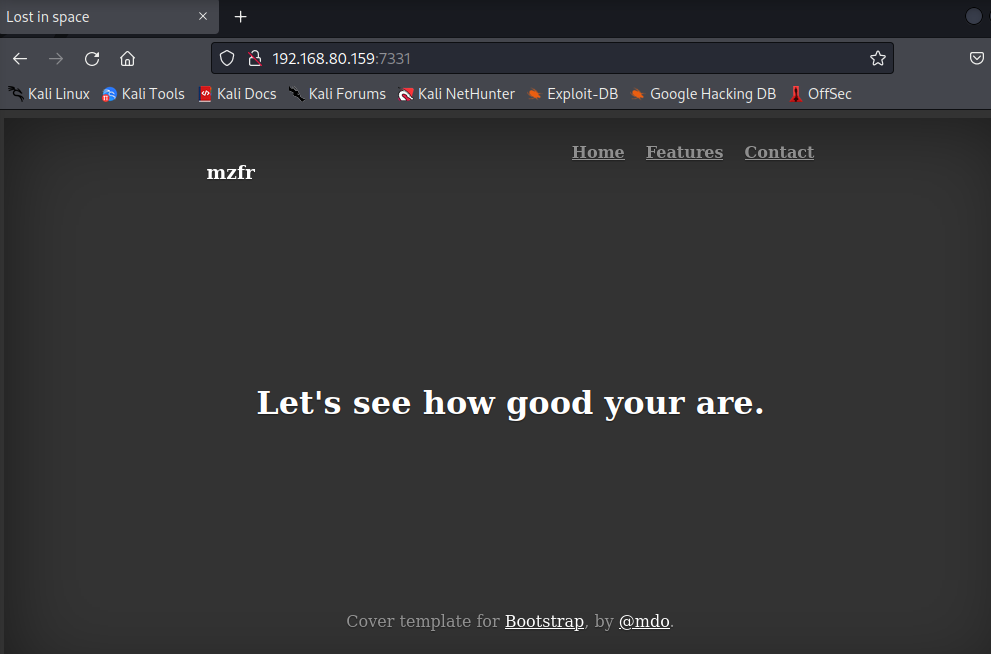 Lost in space
192.168.80.159:7331
Kali Linux Kali Tools Kali Docs Kali Forums Kali NetHunter Exploit-DB Google Hacking DB OffSec
Home Features Contact
mzfr
Let's see how good your are.
Cover template for Bootstrap, by @mdo.